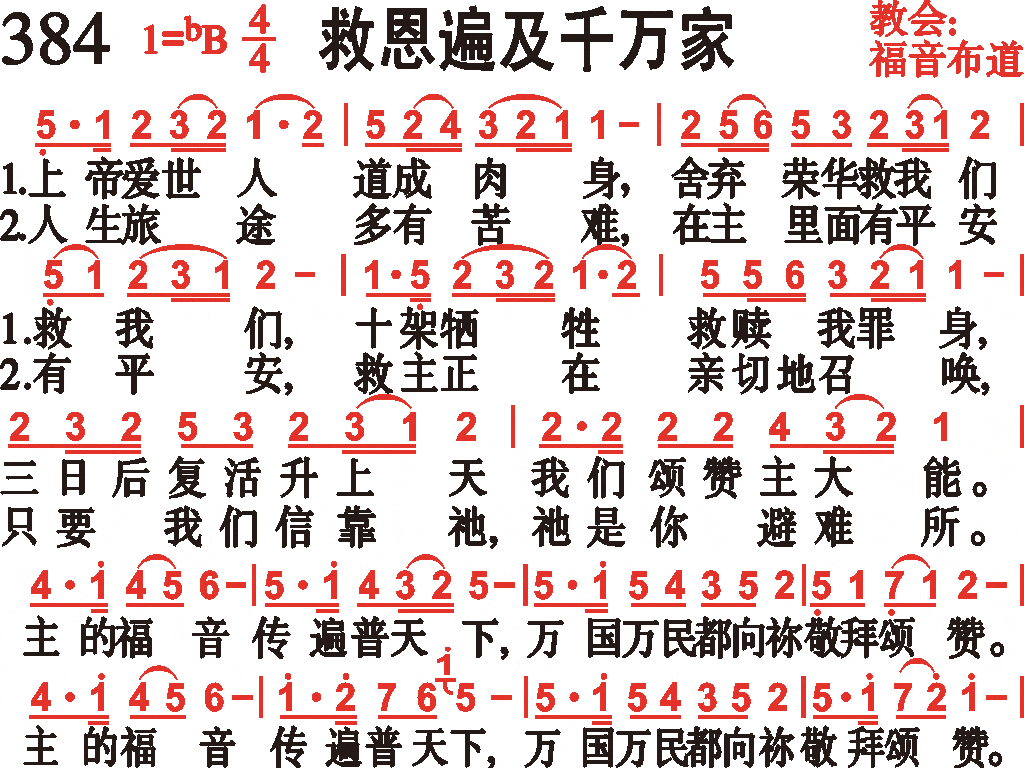 384 1=ᵇB 4/4 救恩遍及千万家 教会:
福音布道
5·1 2 3 2 1·2 | 5 2 4 3 2 1 1 － | 2 5 6 5 3 2 3 1 2 |
1.上帝爱世人 道成肉身, 舍弃荣华救我们
2.人生旅途 多有苦难, 在主里面有平安
5 1 2 3 1 2 － | 1·5 2 3 2 1·2 | 5 5 6 3 2 1 1 － |
1.救我们, 十架牺牲 救赎我罪身,
2.有平安, 救主正在 亲切地召唤,
2 3 2 5 3 2 3 1 2 | 2·2 2 2 4 3 2 1 |
三日后复活升上天 我们颂赞主大能。
只要我们信靠祂, 祂是你避难所。
4·1 4 5 6 － | 5·1 4 3 2 5 － | 5·1 5 4 3 5 2 | 5 1 7 1 2 － |
主的福音传遍普天下, 万国万民都向祢敬拜颂赞。
4·1 4 5 6 － | 1·2 7 6 1 5 － | 5·1 5 4 3 5 2 | 5·1 7 2 1 － |
主的福音传遍普天下, 万国万民都向祢敬拜颂赞。